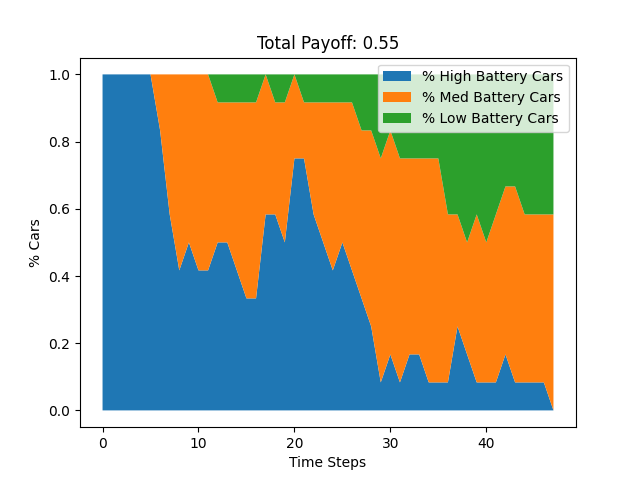 Total Payoff: 0.55
% High Battery Cars
% Med Battery Cars
% Low Battery Cars
1.0
0.8
0.6
0.4
0.2
0.0
% Cars
0 10 20 30 40
Time Steps